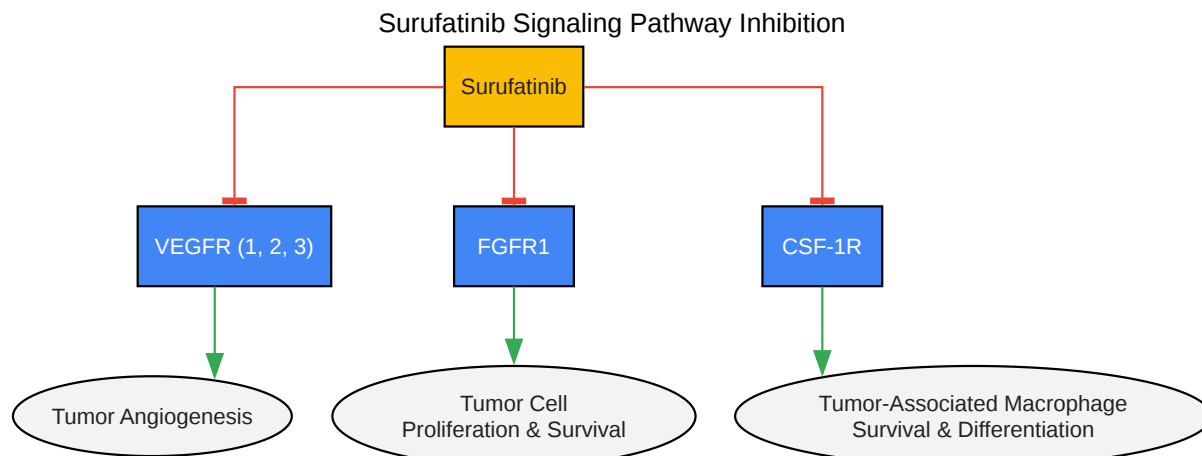 Surufatinib Signaling Pathway Inhibition
Surufatinib
VEGFR (1, 2, 3)
FGFR1
CSF-1R
Tumor Angiogenesis
Tumor Cell
Proliferation & Survival
Tumor-Associated Macrophage
Survival & Differentiation